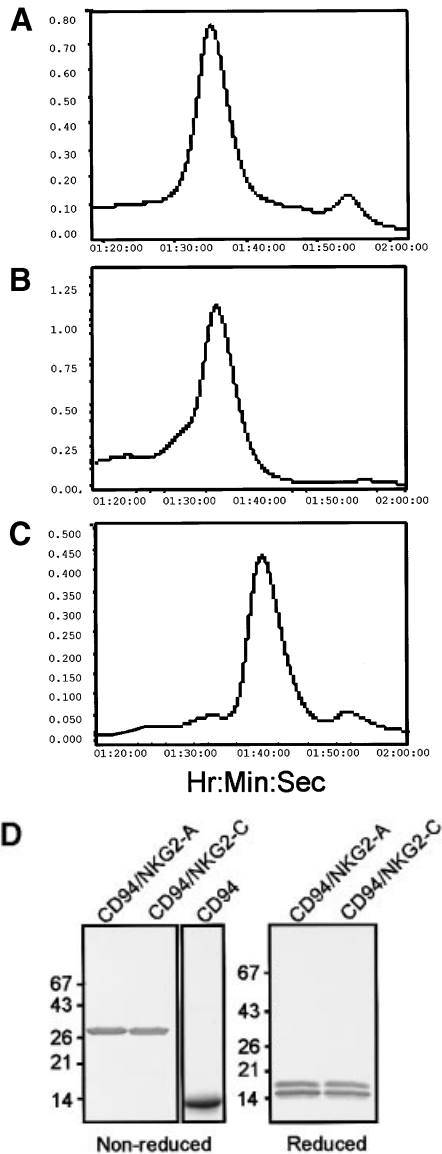 A
0.80
0.70
0.60
0.50
0.40
0.30
0.20
0.10
0.00
01:20:00 01:30:00 01:40:00 01:50:00 02:00:00
B
1.25
1.00
0.75
0.50
0.25
0.00.
01:20:00 01:30:00 01:40:00 01:50:00 02:00:00
C
0.500
0.450
0.400
0.350
0.300
0.250
0.200
0.150
0.100
0.050
0.000
01:20:00 01:30:00 01:40:00 01:50:00 02:00:00
Hr:Min:Sec
D
CD94/NKG2-A
CD94/NKG2-C
CD94
67
43
26
21
14
Non-reduced
CD94/NKG2-A
CD94/NKG2-C
67
43
26
21
14
Reduced